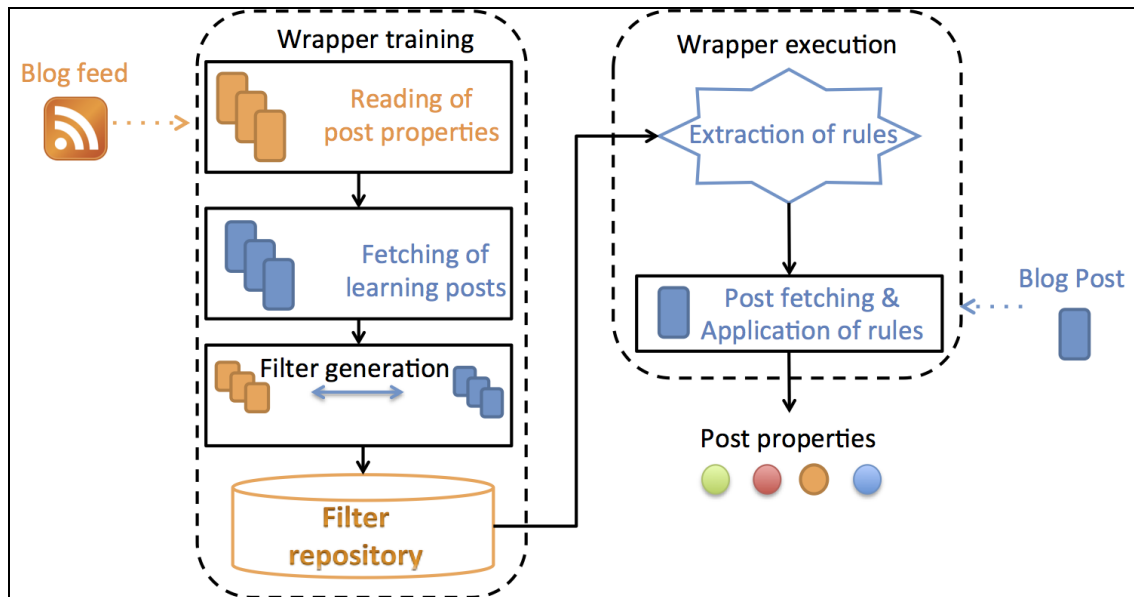 Wrapper training
Blog feed
Reading of
post properties
Fetching of
learning posts
Filter generation
Filter
repository
Wrapper execution
Extraction of rules
Post fetching &
Application of rules
Blog Post
Post properties